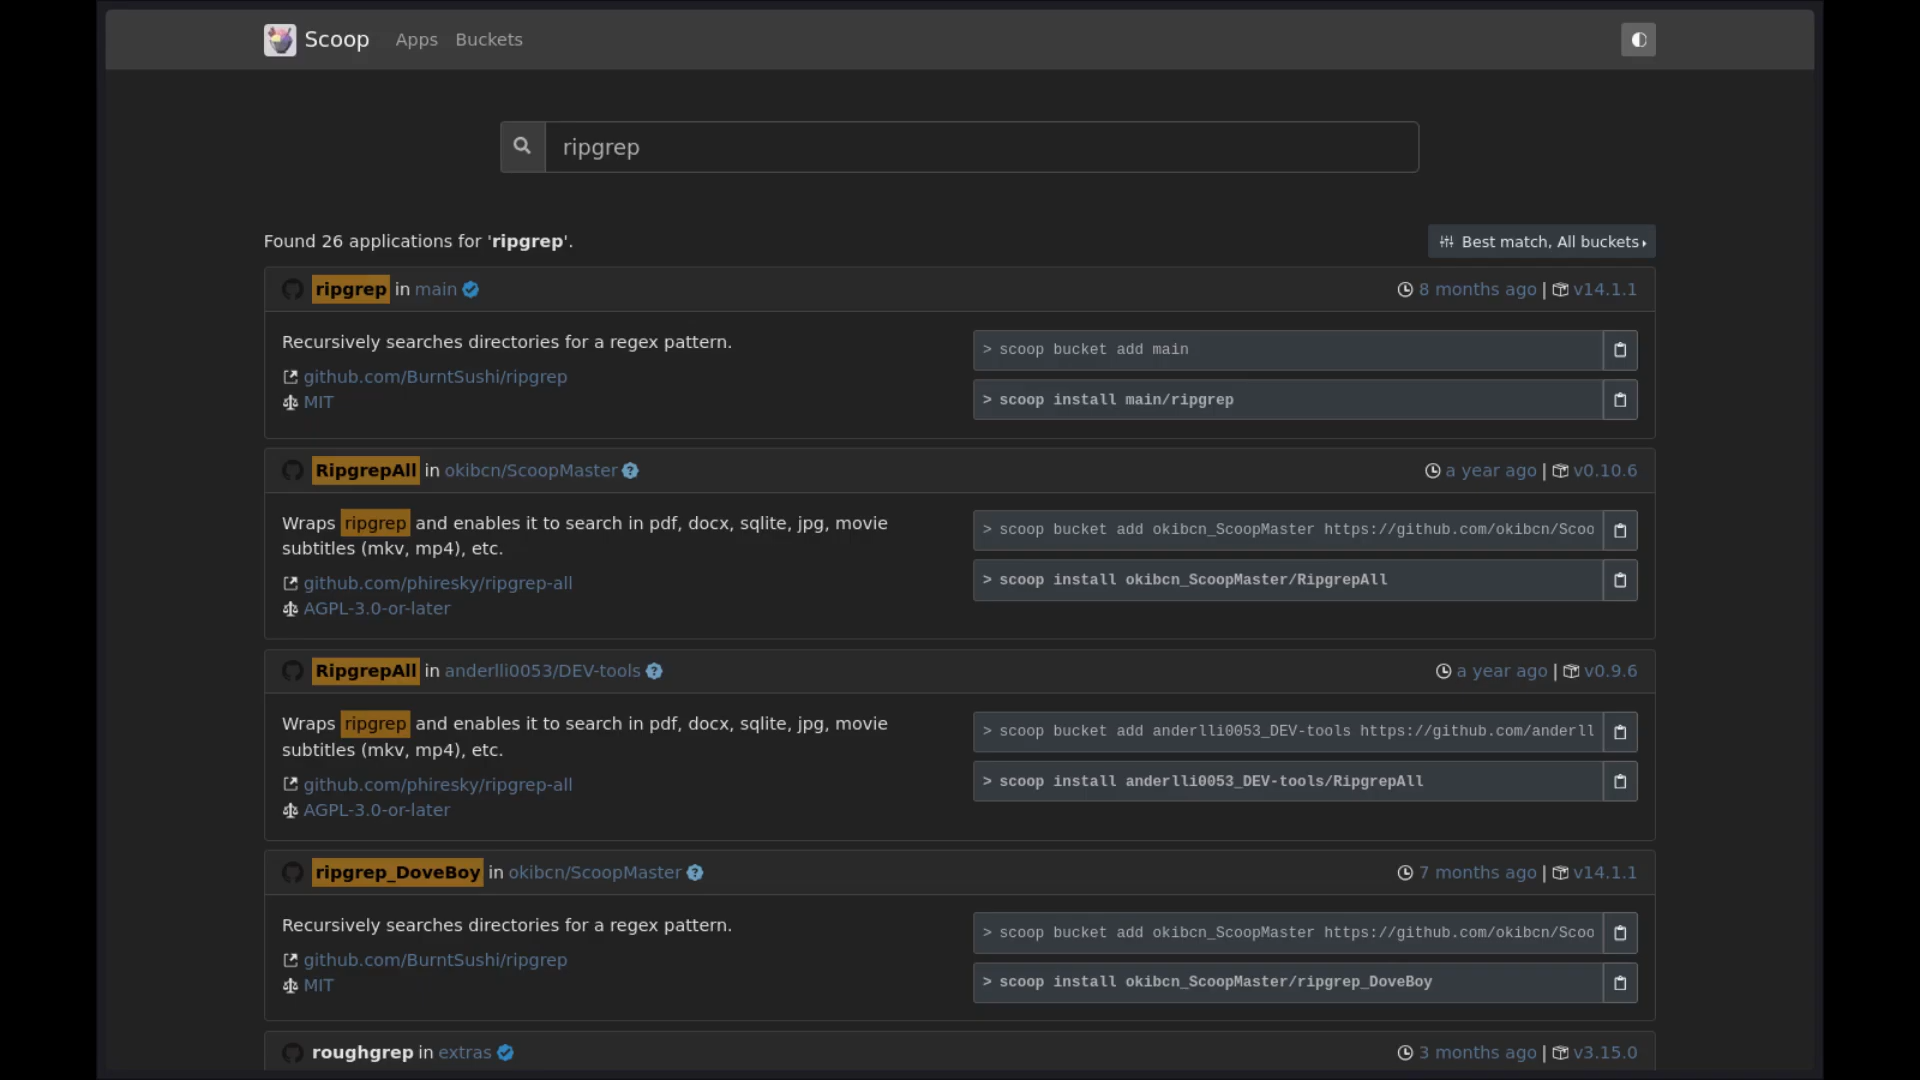 Scoop Apps Buckets
ripgrep
Found 26 applications for 'ripgrep'.
Best match, All buckets
ripgrep in main
8 months ago | v14.1.1
Recursively searches directories for a regex pattern.
github.com/BurntSushi/ripgrep
MIT
> scoop bucket add main
> scoop install main/ripgrep
RipgrepAll in okibcn/ScoopMaster
a year ago | v0.10.6
Wraps ripgrep and enables it to search in pdf, docx, sqlite, jpg, movie
subtitles (mkv, mp4), etc.
github.com/phiresky/ripgrep-all
AGPL-3.0-or-later
> scoop bucket add okibcn_ScoopMaster https://github.com/okibcn/Scoo
> scoop install okibcn_ScoopMaster/RipgrepAll
RipgrepAll in anderlli0053/DEV-tools
a year ago | v0.9.6
Wraps ripgrep and enables it to search in pdf, docx, sqlite, jpg, movie
subtitles (mkv, mp4), etc.
github.com/phiresky/ripgrep-all
AGPL-3.0-or-later
> scoop bucket add anderlli0053_DEV-tools https://github.com/anderll
> scoop install anderlli0053_DEV-tools/RipgrepAll
ripgrep_DoveBoy in okibcn/ScoopMaster
7 months ago | v14.1.1
Recursively searches directories for a regex pattern.
github.com/BurntSushi/ripgrep
MIT
> scoop bucket add okibcn_ScoopMaster https://github.com/okibcn/Scoo
> scoop install okibcn_ScoopMaster/ripgrep_DoveBoy
roughgrep in extras
3 months ago | v3.15.0